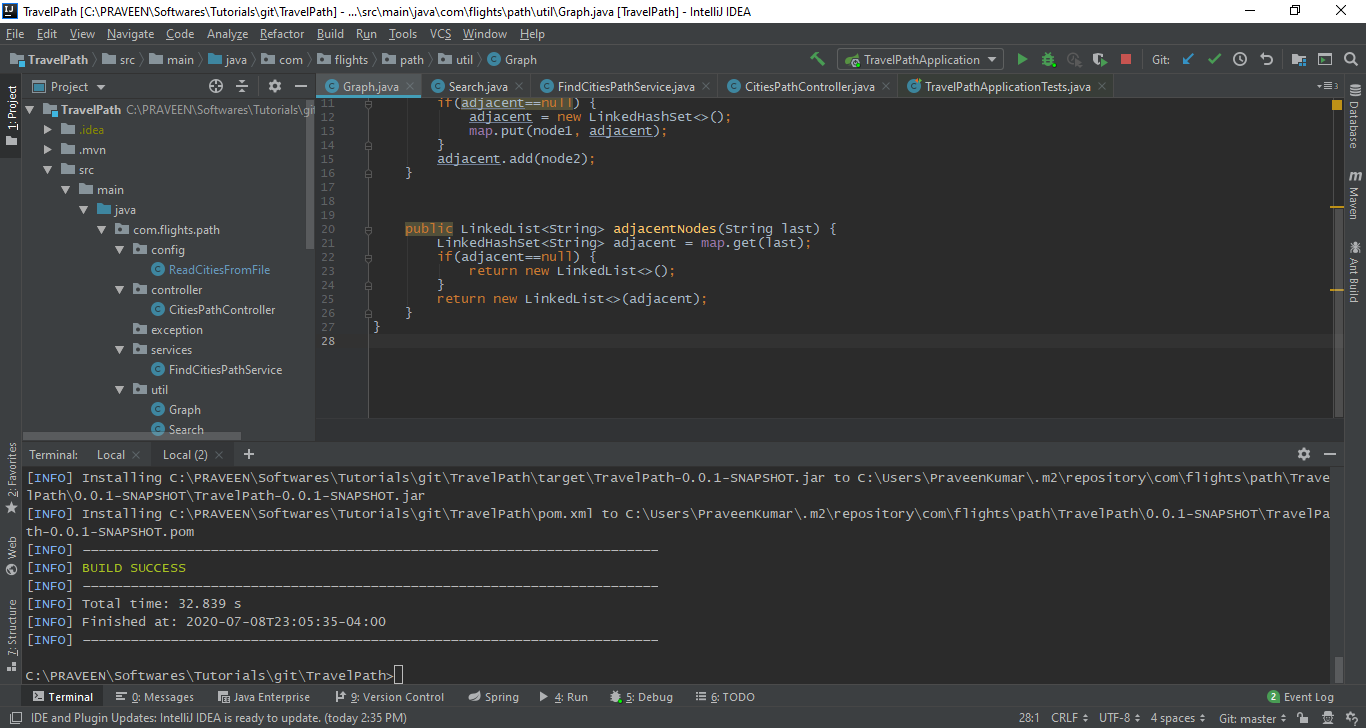 TravelPath [C:\PRAVEEN\Softwares\Tutorials\git\TravelPath] - ...\src\main\java\com\flights\path\util\Graph.java [TravelPath] - IntelliJ IDEA
File Edit View Navigate Code Analyze Refactor Build Run Tools VCS Window Help
TravelPath src main java com flights path util Graph TravelPathApplication Git:
Project Graph.java Search.java FindCitiesPathService.java CitiesPathController.java TravelPathApplicationTests.java 3
1: Project
Database
Maven
Ant Build
2: Favorites
Web
7: Structure
TravelPath C:\PRAVEEN\Softwares\Tutorials\git
.idea
.mvn
src
main
java
com.flights.path
config
ReadCitiesFromFile
controller
CitiesPathController
exception
services
FindCitiesPathService
util
Graph
Search
11 if(adjacent==null) {
12 adjacent = new LinkedHashSet<>();
13 map.put(node1, adjacent);
14 }
15 adjacent.add(node2);
16 }
17
18
19
20 public LinkedList<String> adjacentNodes(String last) {
21 LinkedHashSet<String> adjacent = map.get(last);
22 if(adjacent==null) {
23 return new LinkedList<>();
24 }
25 return new LinkedList<>(adjacent);
26 }
27 }
28
Terminal: Local Local (2) +
[INFO] Installing C:\PRAVEEN\Softwares\Tutorials\git\TravelPath\target\TravelPath-0.0.1-SNAPSHOT.jar to C:\Users\PraveenKumar\.m2\repository\com\flights\path\Trave
lPath\0.0.1-SNAPSHOT\TravelPath-0.0.1-SNAPSHOT.jar
[INFO] Installing C:\PRAVEEN\Softwares\Tutorials\git\TravelPath\pom.xml to C:\Users\PraveenKumar\.m2\repository\com\flights\path\TravelPath\0.0.1-SNAPSHOT\TravelPa
th-0.0.1-SNAPSHOT.pom
[INFO] ------------------------------------------------------------------------
[INFO] BUILD SUCCESS
[INFO] ------------------------------------------------------------------------
[INFO] Total time: 32.839 s
[INFO] Finished at: 2020-07-08T23:05:35-04:00
[INFO] ------------------------------------------------------------------------
C:\PRAVEEN\Softwares\Tutorials\git\TravelPath>
Terminal 0: Messages Java Enterprise 9: Version Control Spring 4: Run 5: Debug 6: TODO 2 Event Log
IDE and Plugin Updates: IntelliJ IDEA is ready to update. (today 2:35 PM) 28:1 CRLF UTF-8 4 spaces Git: master